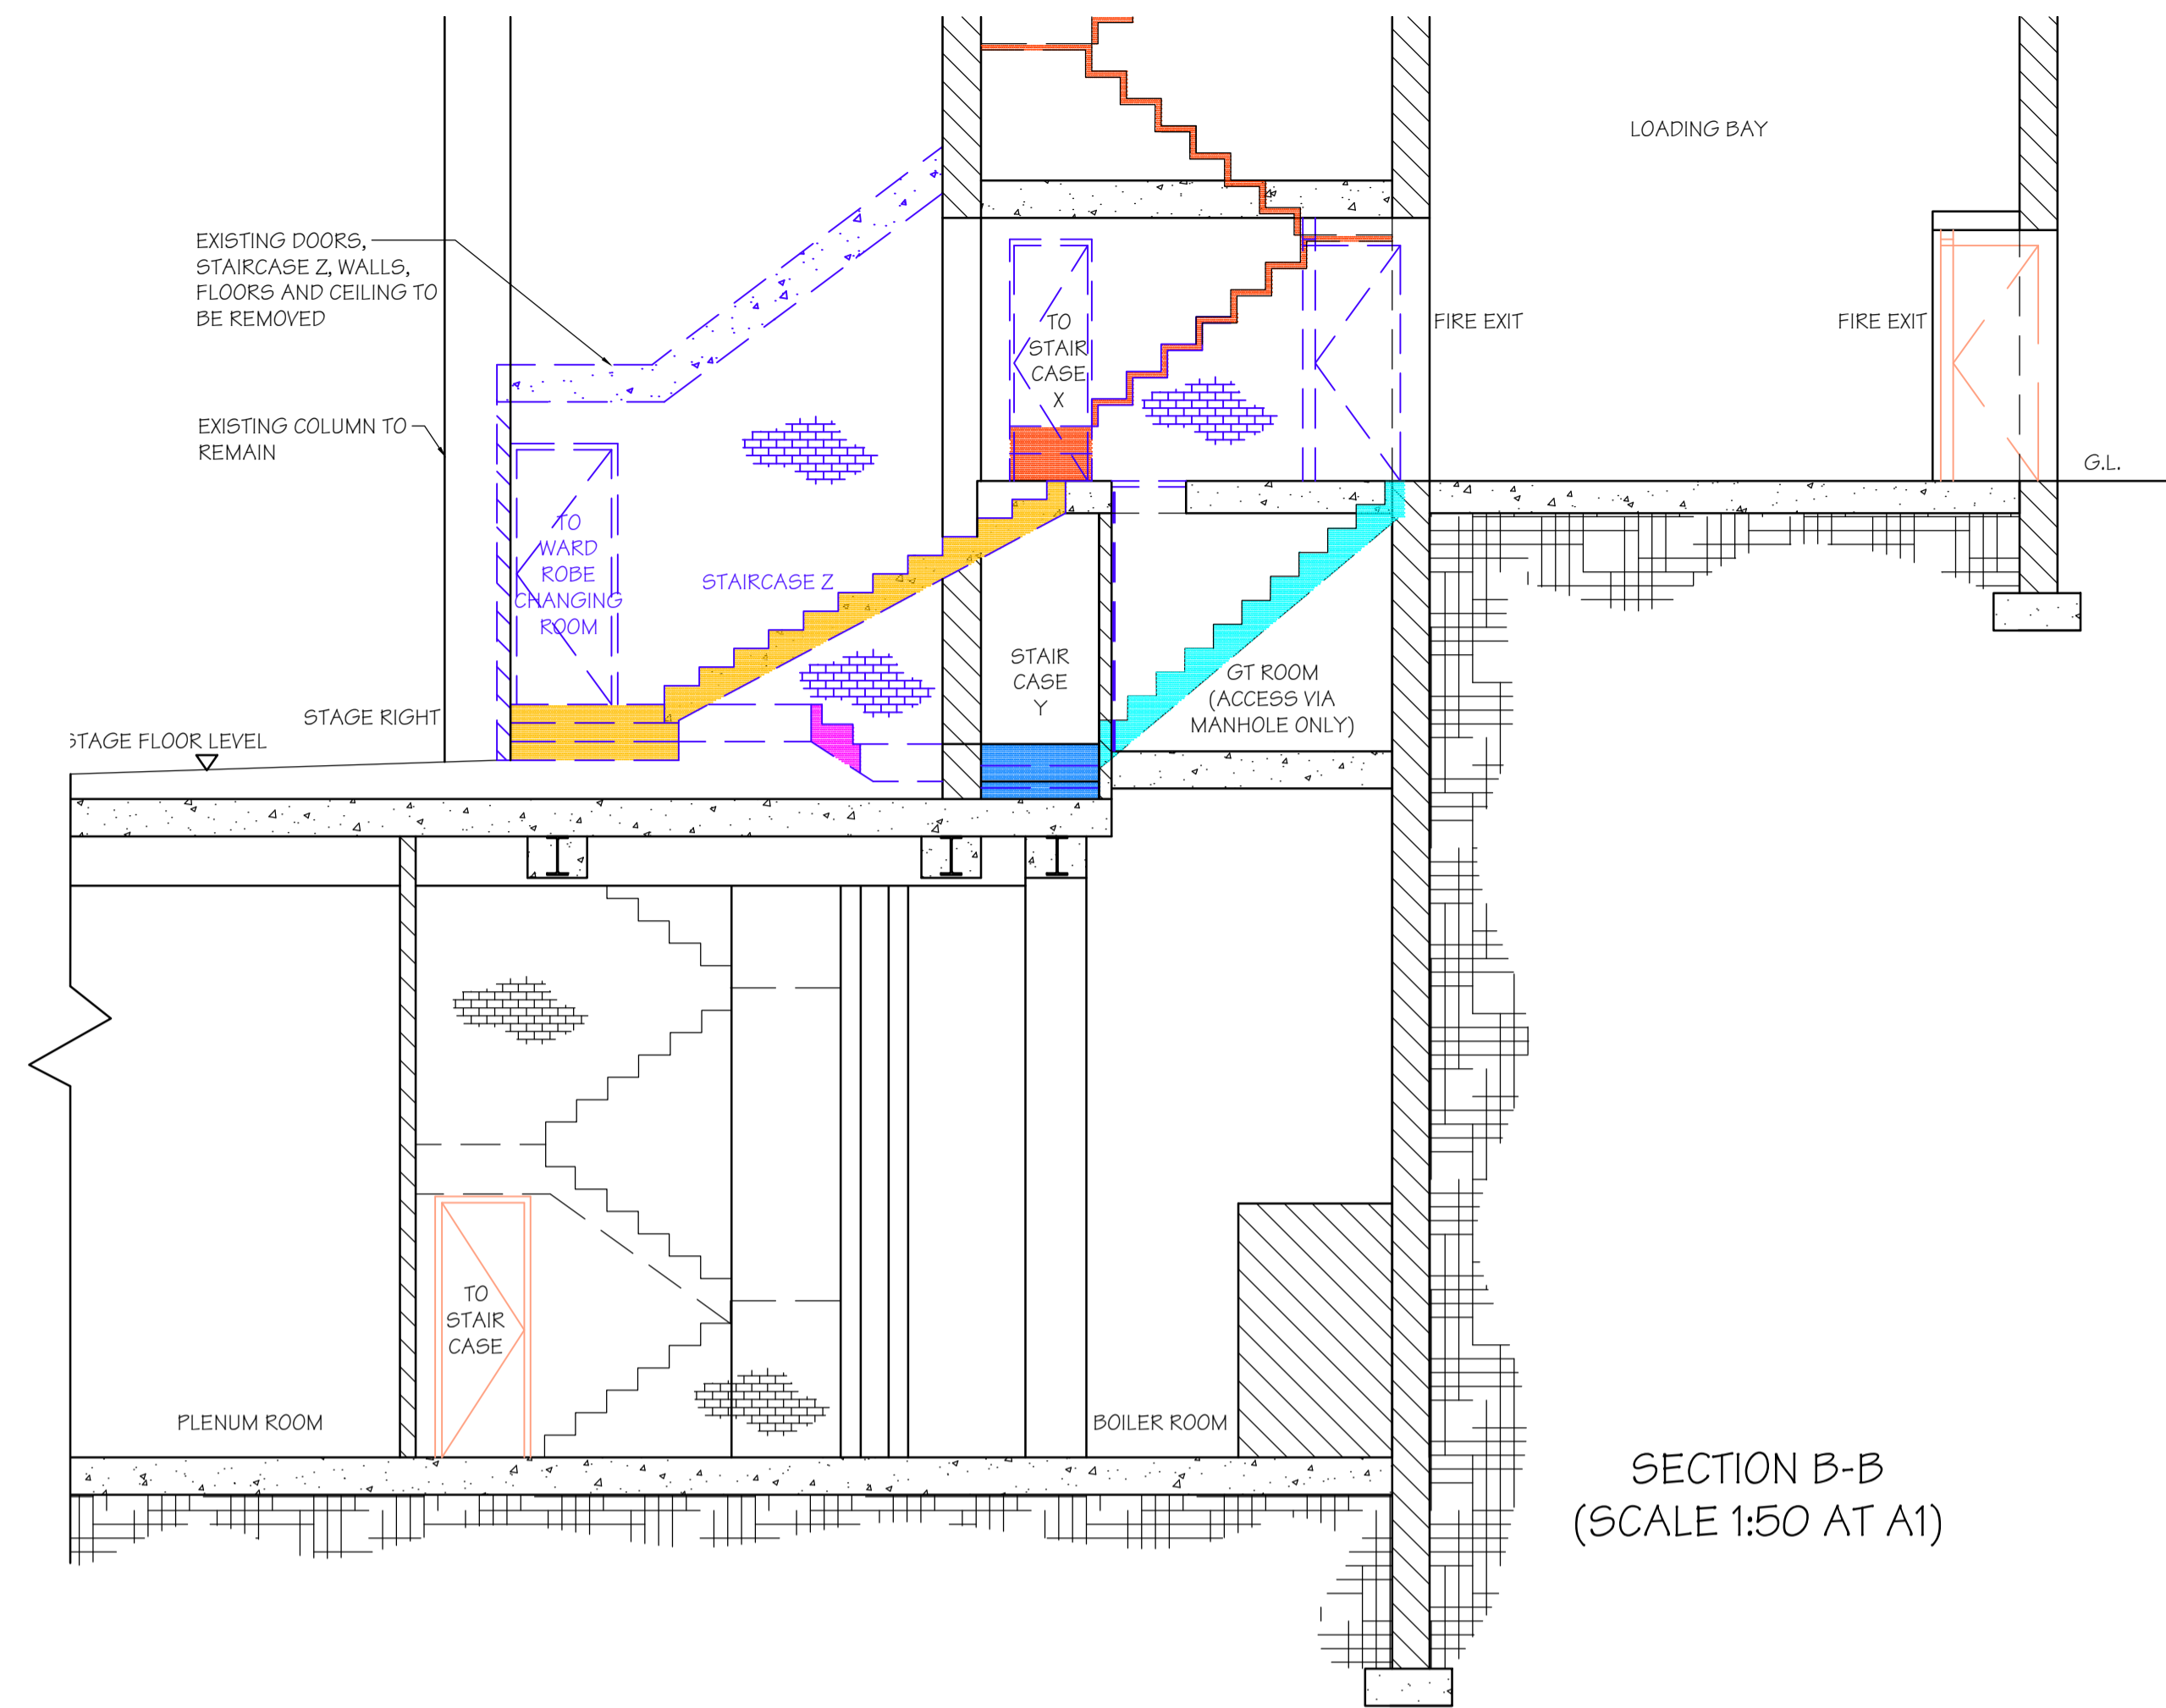 LOADING BAY
EXISTING DOORS,
STAIRCASE Z, WALLS,
FLOORS AND CEILING TO
BE REMOVED
EXISTING COLUMN TO
REMAIN
TO
STAIR
CASE
X
FIRE EXIT
FIRE EXIT
G.L.
TO
WARD
ROBE
CHANGING
ROOM
STAIRCASE Z
STAIR
CASE
Y
GT ROOM
(ACCESS VIA
MANHOLE ONLY)
STAGE RIGHT
STAGE FLOOR LEVEL
TO
STAIR
CASE
PLENUM ROOM
BOILER ROOM
SECTION B-B
(SCALE 1:50 AT A1)